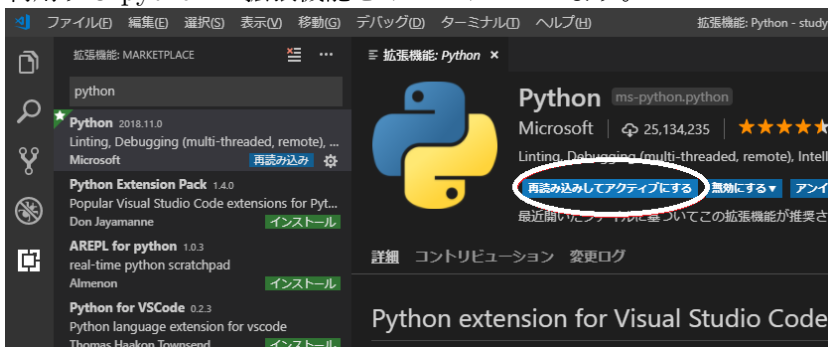 ファイル(F) 編集(E) 選択(S) 表示(V) 移動(G) デバッグ(D) ターミナル(T) ヘルプ(H) 拡張機能: Python - study
拡張機能: MARKETPLACE
python
Python 2018.11.0
Linting, Debugging (multi-threaded, remote), ...
Microsoft 再読み込み
Python Extension Pack 1.4.0
Popular Visual Studio Code extensions for Pyt...
Don Jayamanne インストール
AREPL for python 1.0.3
real-time python scratchpad
Almenon インストール
Python for VSCode 0.2.3
Python language extension for vscode
Thomas Haakon Townsend インストール
拡張機能: Python ×
Python ms-python.python
Microsoft 25,134,235
Linting, Debugging (multi-threaded, remote), Intell
再読み込みしてアクティブにする 無効にする▼ アンイ
最近開いたファイルに基づいてこの拡張機能が推奨さ
詳細 コントリビューション 変更ログ
Python extension for Visual Studio Code